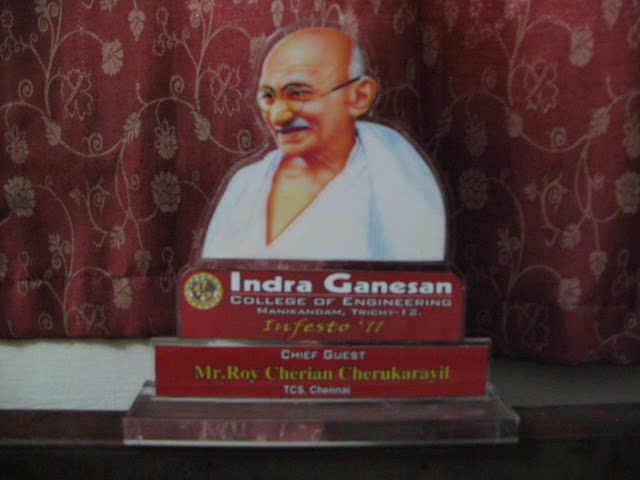 Indra Ganesan
College of Engineering
Manikandam, Trichy-12.
Infesto '11
Chief Guest
Mr.Roy Cherian Cherukarayil
TCS, Chennai